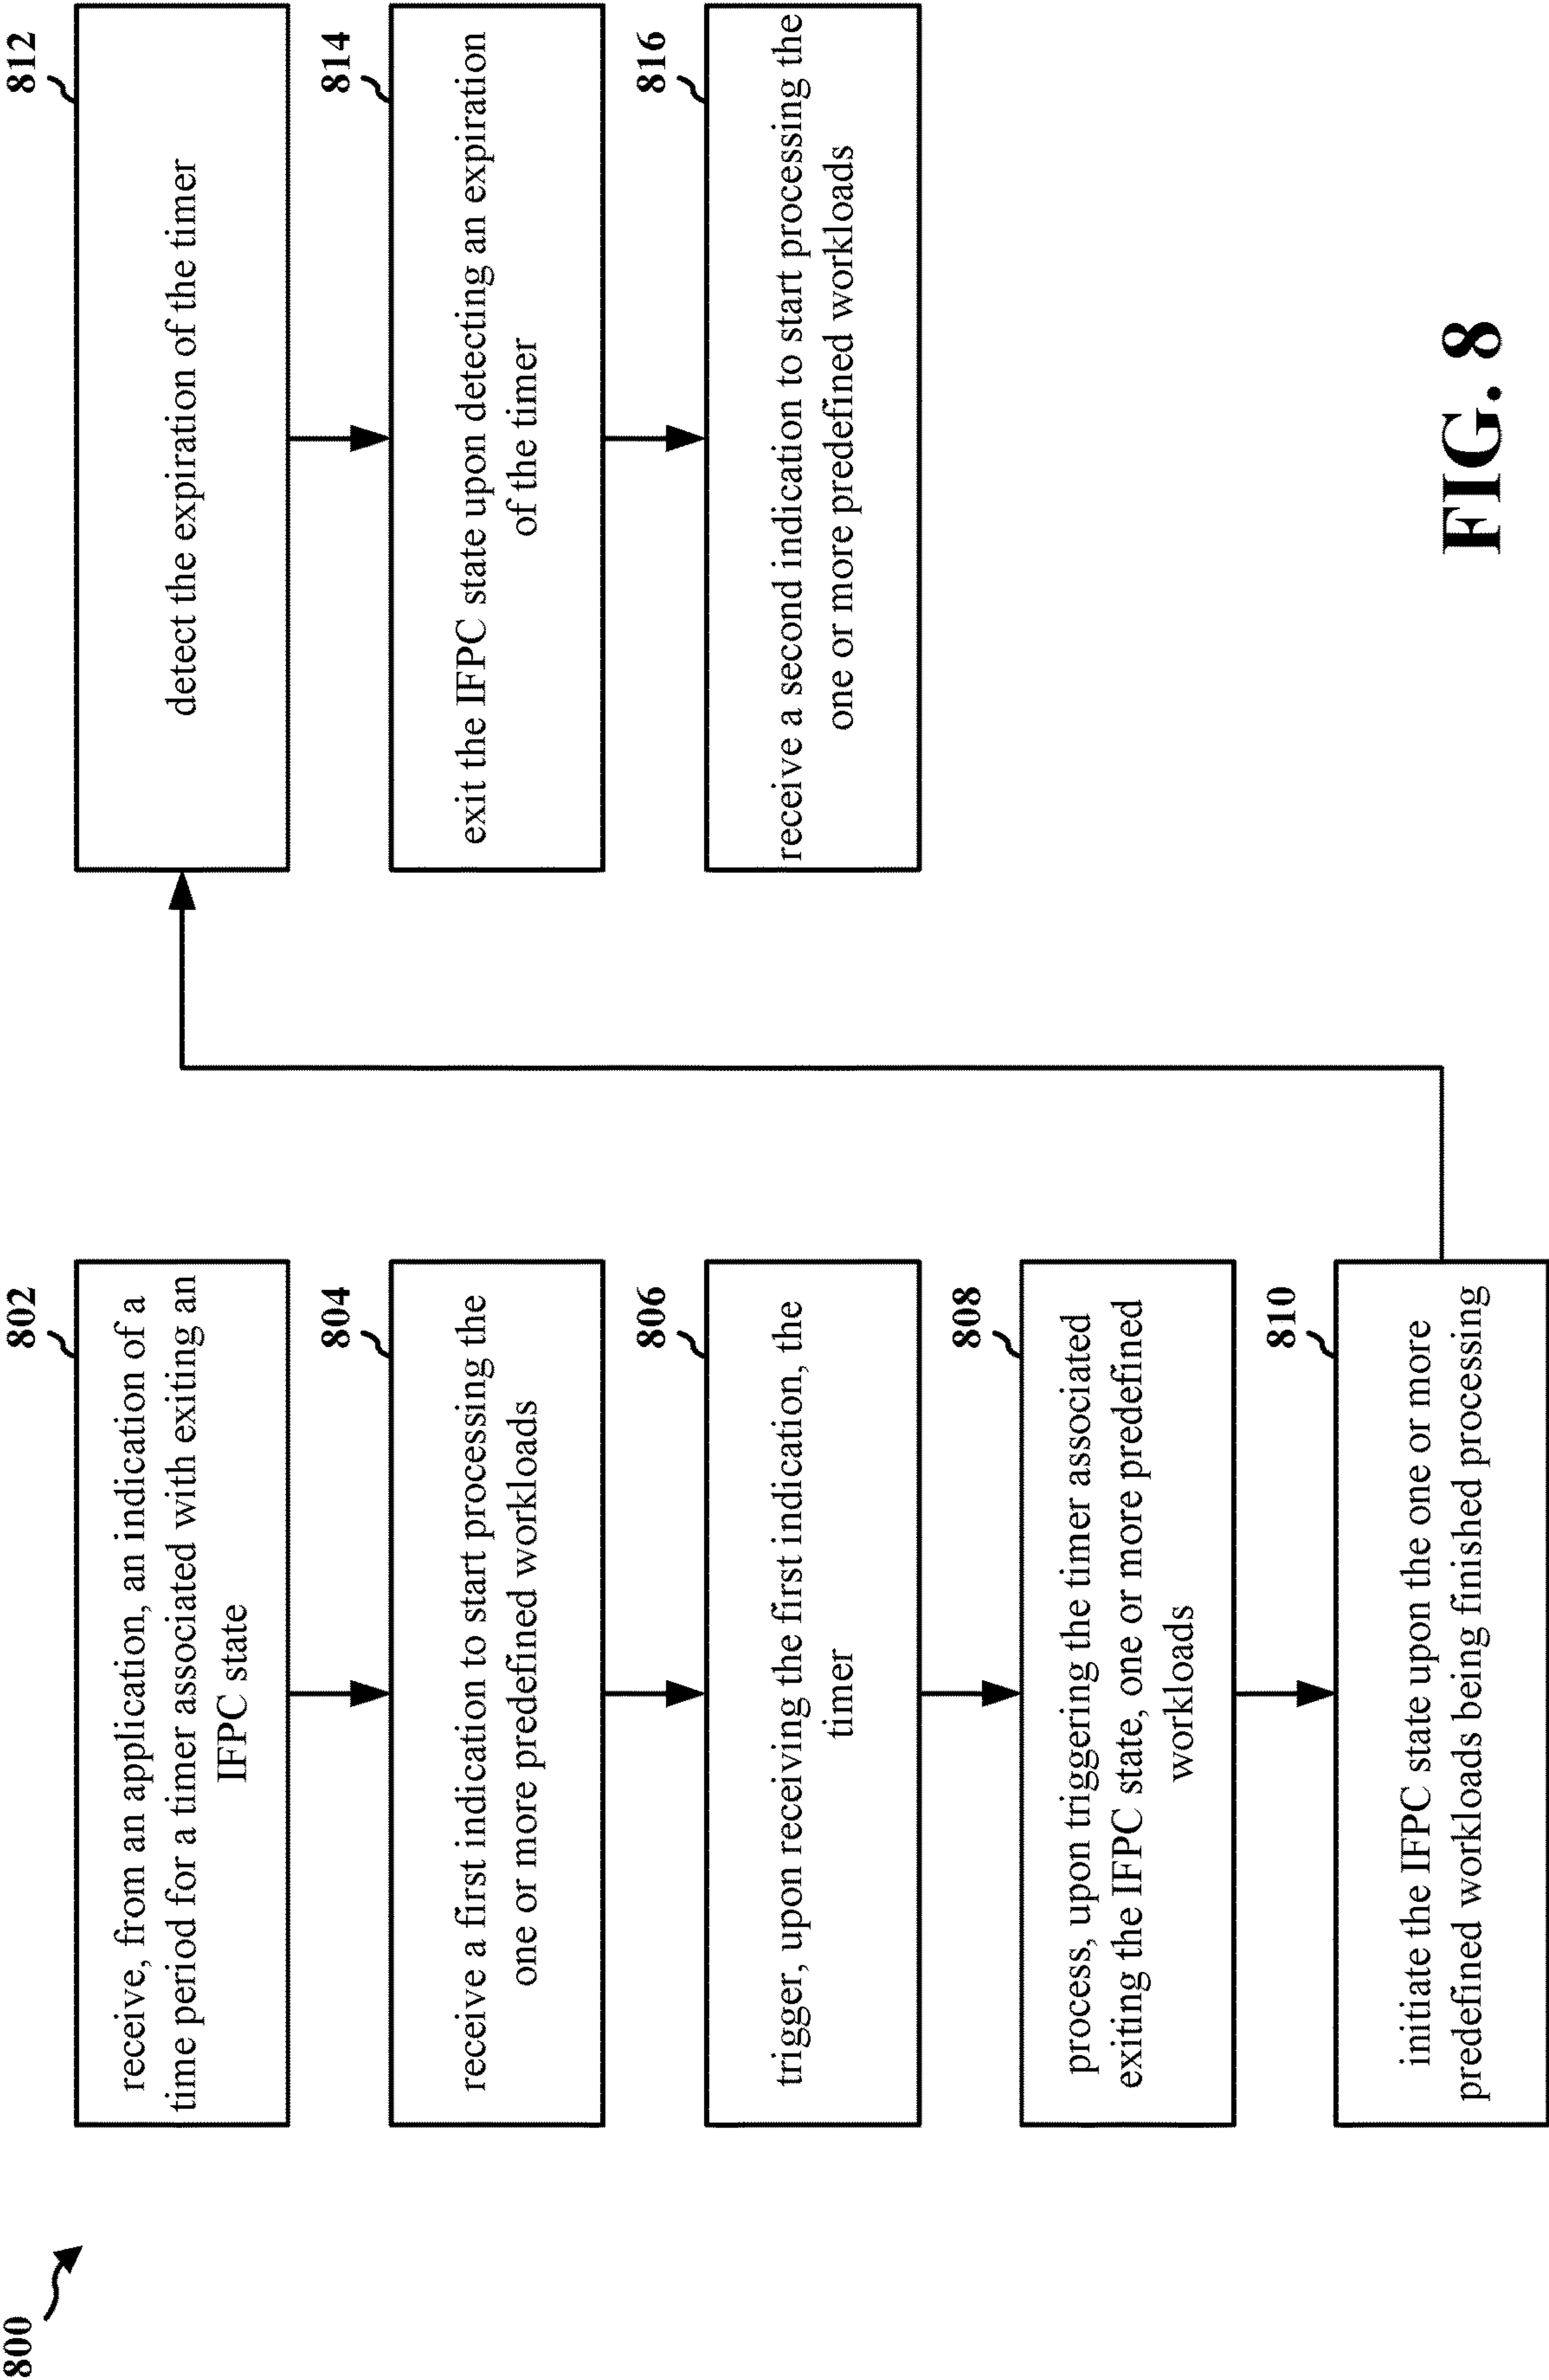 800
802
receive, from an application, an indication of a
time period for a timer associated with exiting an
IFPC state
804
receive a first indication to start processing the
one or more predefined workloads
806
trigger, upon receiving the first indication, the
timer
808
process, upon triggering the timer associated
exiting the IFPC state, one or more predefined
workloads
810
initiate the IFPC state upon the one or more
predefined workloads being finished processing
812
detect the expiration of the timer
814
exit the IFPC state upon detecting an expiration
of the timer
816
receive a second indication to start processing the
one or more predefined workloads
FIG. 8